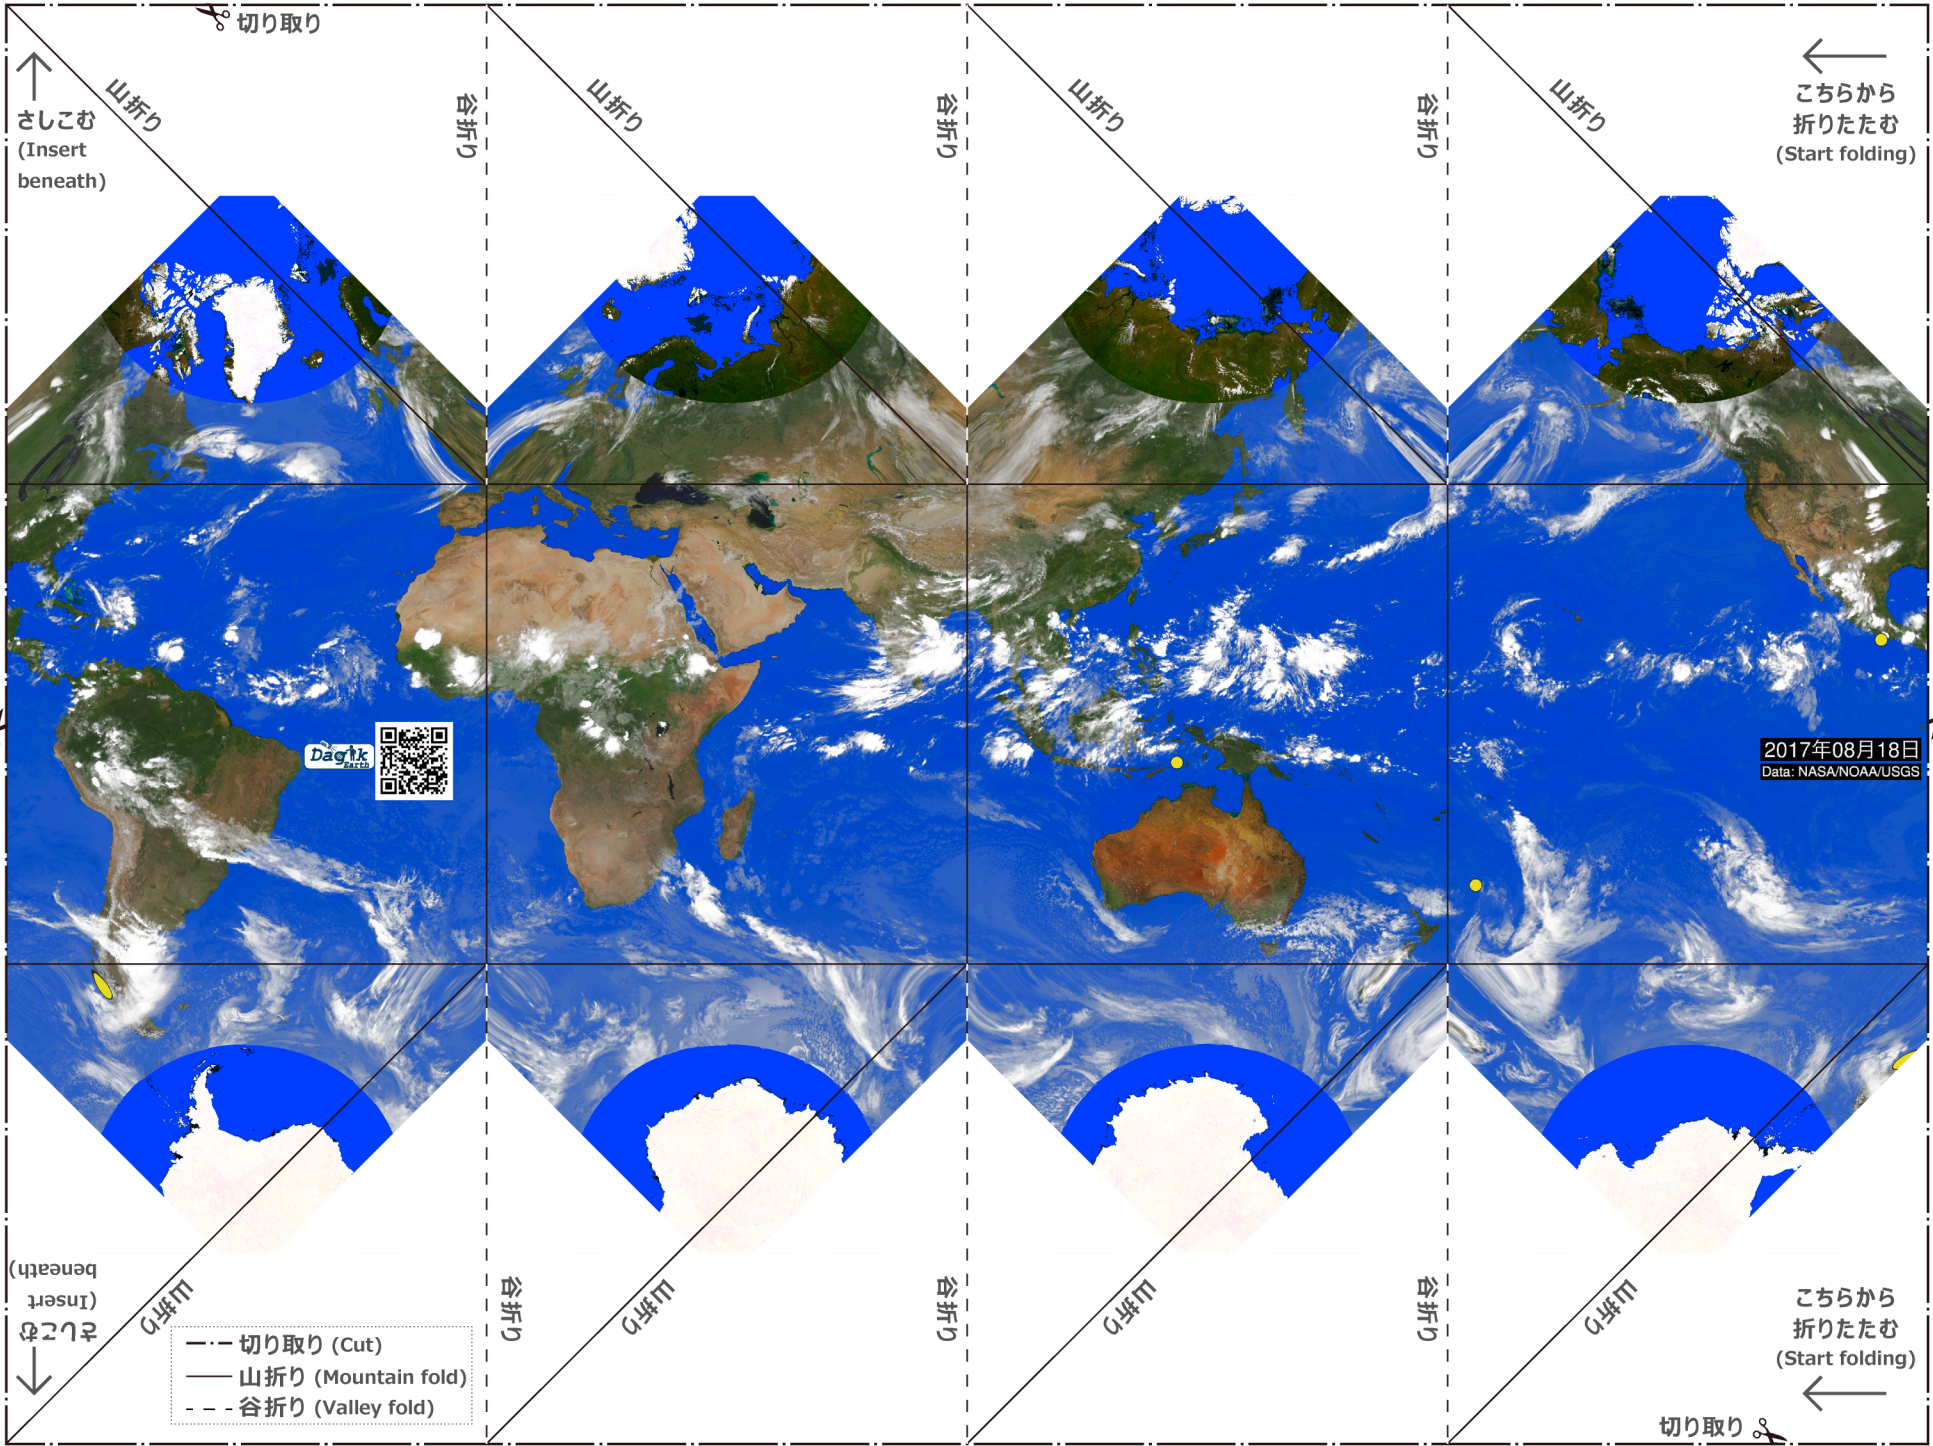 切り取り
山折り
谷折り
山折り
谷折り
山折り
谷折り
山折り
さしこむ
(Insert
beneath)
こちらから
折りたたむ
(Start folding)
Dagik
Earth
2017年08月18日
Data: NASA/NOAA/USGS
さしこむ
(Insert
beneath)
山折り
谷折り
山折り
谷折り
山折り
谷折り
山折り
こちらから
折りたたむ
(Start folding)
切り取り (Cut)
山折り (Mountain fold)
谷折り (Valley fold)
切り取り